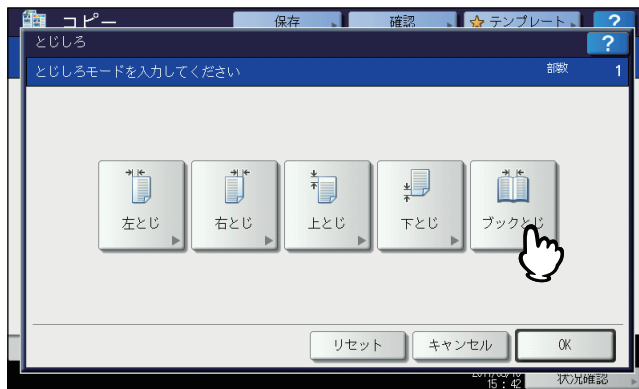 コピー 保存 確認 テンプレート ?
とじしろ ?
とじしろモードを入力してください 部数 1
左とじ 右とじ 上とじ 下とじ ブックとじ
リセット キャンセル OK
15:42 状況確認